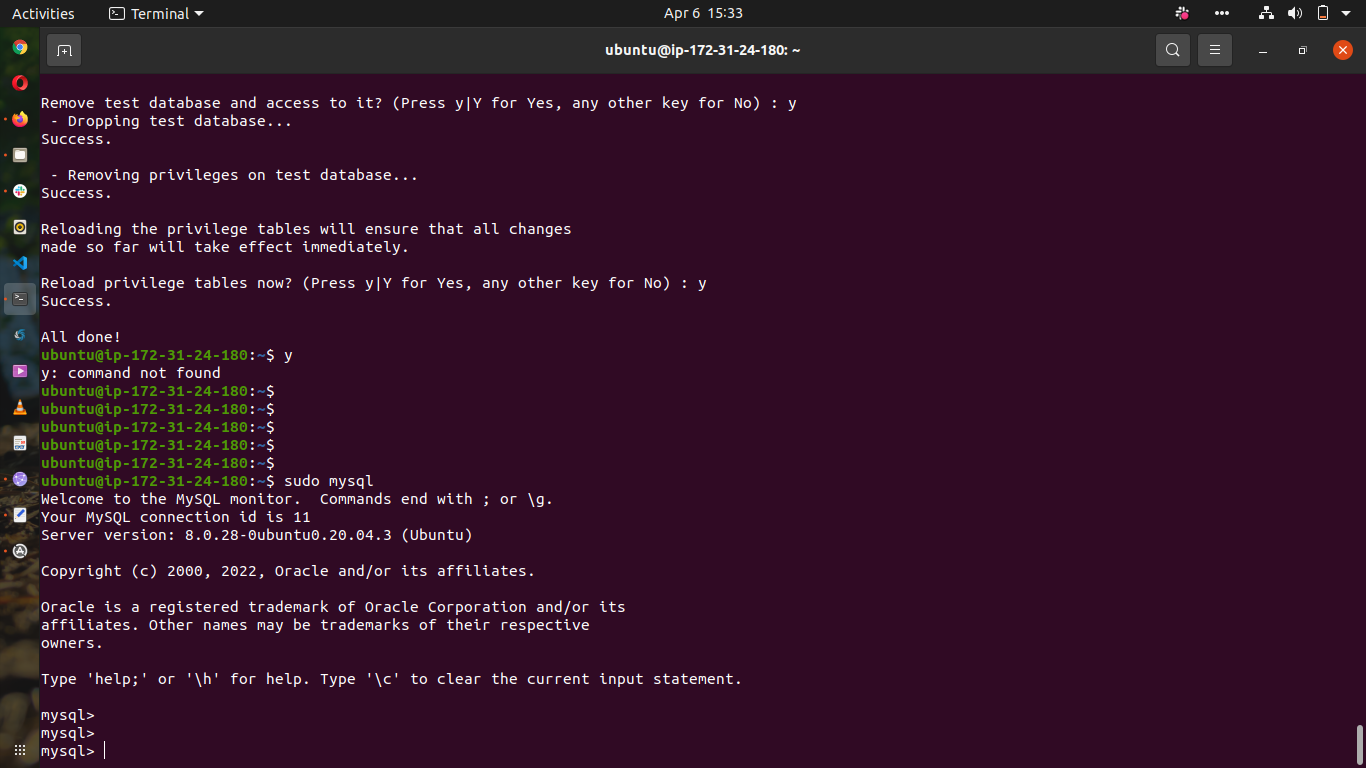 Activities
Terminal
Apr 6 15:33
ubuntu@ip-172-31-24-180: ~
Remove test database and access to it? (Press y|Y for Yes, any other key for No) : y
- Dropping test database...
Success.
- Removing privileges on test database...
Success.
Reloading the privilege tables will ensure that all changes
made so far will take effect immediately.
Reload privilege tables now? (Press y|Y for Yes, any other key for No) : y
Success.
All done!
ubuntu@ip-172-31-24-180:~$ y
y: command not found
ubuntu@ip-172-31-24-180:~$
ubuntu@ip-172-31-24-180:~$
ubuntu@ip-172-31-24-180:~$
ubuntu@ip-172-31-24-180:~$
ubuntu@ip-172-31-24-180:~$
ubuntu@ip-172-31-24-180:~$ sudo mysql
Welcome to the MySQL monitor.  Commands end with ; or \g.
Your MySQL connection id is 11
Server version: 8.0.28-0ubuntu0.20.04.3 (Ubuntu)
Copyright (c) 2000, 2022, Oracle and/or its affiliates.
Oracle is a registered trademark of Oracle Corporation and/or its
affiliates. Other names may be trademarks of their respective
owners.
Type 'help;' or '\h' for help. Type '\c' to clear the current input statement.
mysql>
mysql>
mysql>